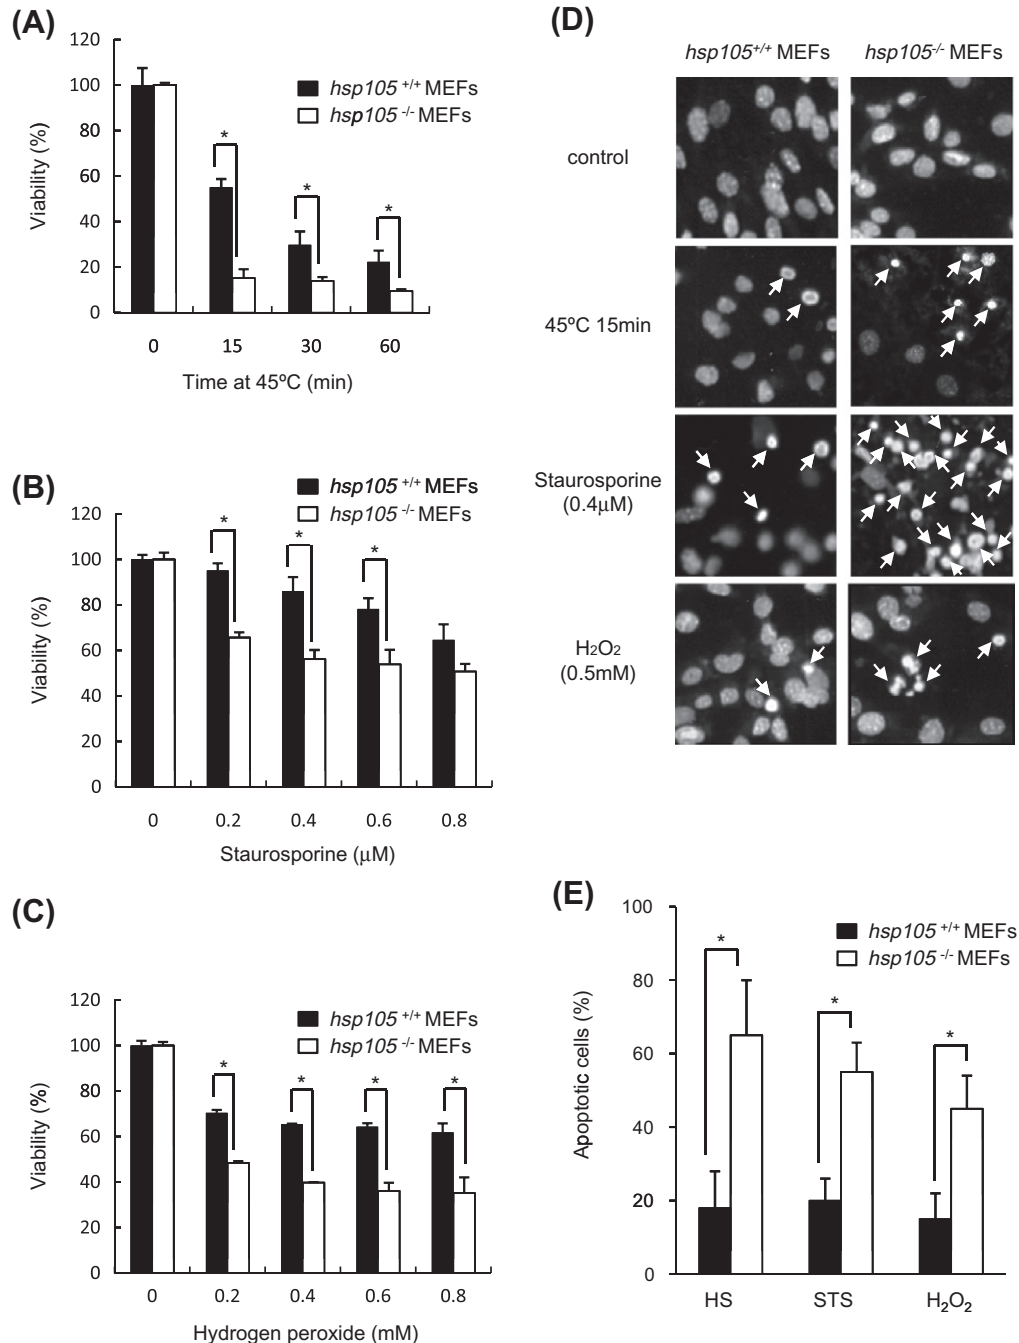 (A)
120
100
80
60
40
20
0
Viability (%)
hsp105 +/+ MEFs
hsp105 -/- MEFs
*
*
*
0 15 30 60
Time at 45ºC (min)
(B)
120
100
80
60
40
20
0
Viability (%)
hsp105 +/+ MEFs
hsp105 -/- MEFs
*
*
*
0 0.2 0.4 0.6 0.8
Staurosporine (μM)
(C)
120
100
80
60
40
20
0
Viability (%)
hsp105 +/+ MEFs
hsp105 -/- MEFs
*
*
*
*
0 0.2 0.4 0.6 0.8
Hydrogen peroxide (mM)
(D)
hsp105+/+ MEFs hsp105-/- MEFs
control
45ºC 15min
Staurosporine
(0.4μM)
H2O2
(0.5mM)
(E)
100
80
60
40
20
0
Apoptotic cells (%)
hsp105 +/+ MEFs
hsp105 -/- MEFs
*
*
*
HS STS H2O2